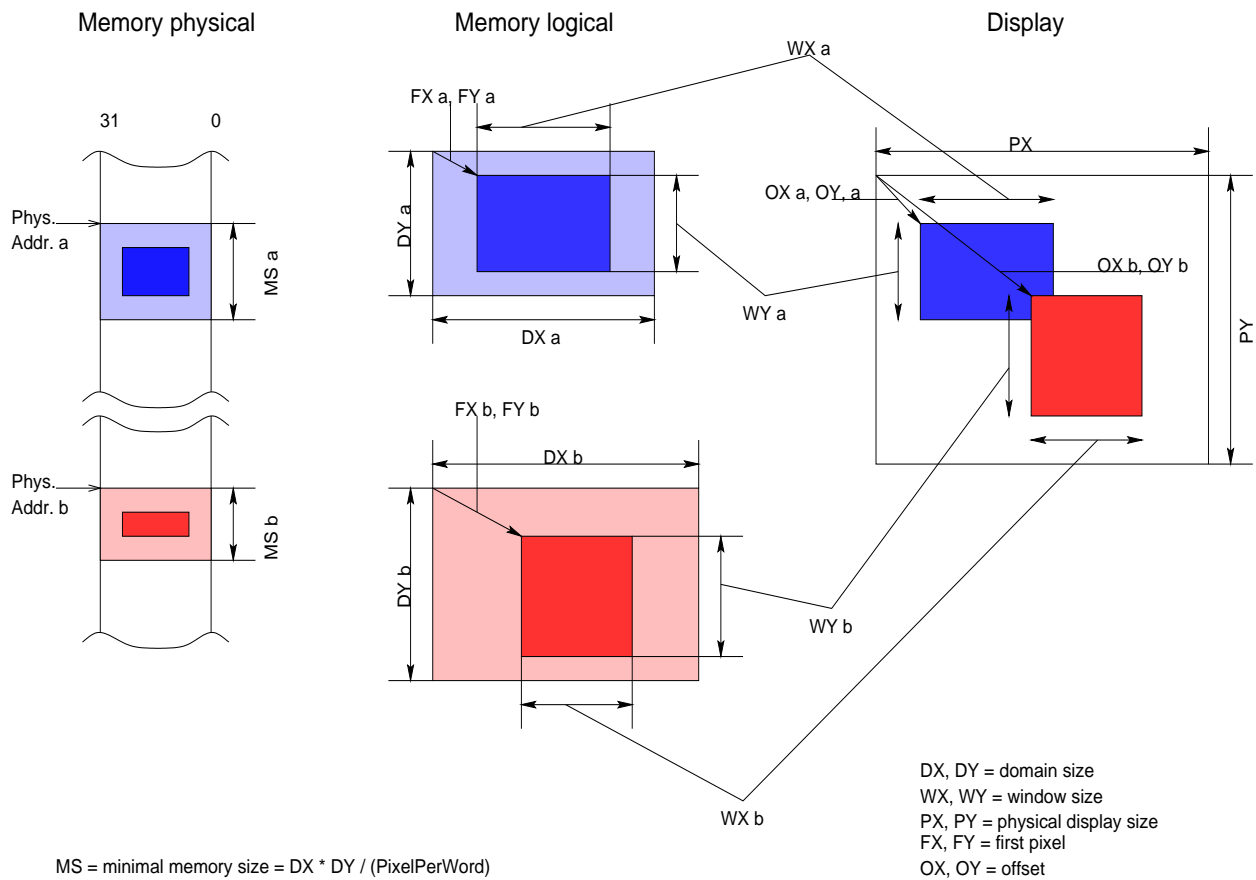 Memory physical
Memory logical
Display
WX a
FX a, FY a
31
0
PX
OX a, OY, a
Phys.
Addr. a
MS a
DY a
OX b, OY b
WY a
DX a
PY
FX b, FY b
DX b
Phys.
Addr. b
MS b
DY b
WY b
WX b
DX, DY = domain size
WX, WY = window size
PX, PY = physical display size
FX, FY = first pixel
OX, OY = offset
MS = minimal memory size = DX * DY / (PixelPerWord)